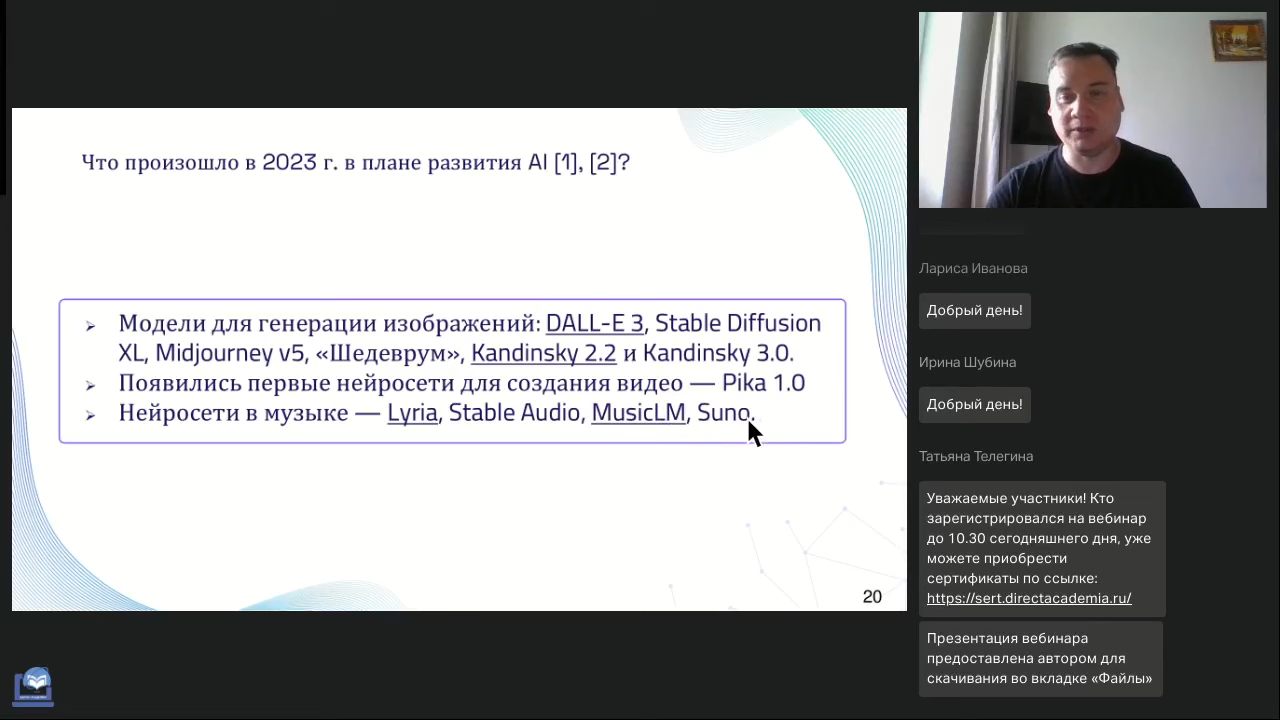 Что произошло в 2023 г. в плане развития AI [1], [2]?
➢ Модели для генерации изображений: DALL-E 3, Stable Diffusion
XL, Midjourney v5, «Шедеврум», Kandinsky 2.2 и Kandinsky 3.0.
➢ Появились первые нейросети для создания видео — Pika 1.0
➢ Нейросети в музыке — Lyria, Stable Audio, MusicLM, Suno.
20
Лариса Иванова
Добрый день!
Ирина Шубина
Добрый день!
Татьяна Телегина
Уважаемые участники! Кто
зарегистрировался на вебинар
до 10.30 сегодняшнего дня, уже
можете приобрести
сертификаты по ссылке:
https://sert.directacademia.ru/
Презентация вебинара
предоставлена автором для
скачивания во вкладке «Файлы»